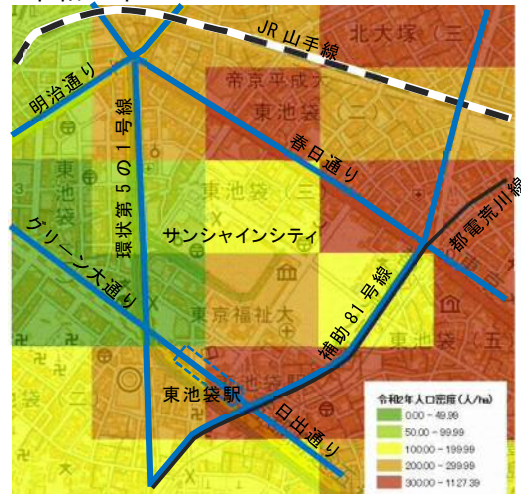 JR山手線
北大塚(三)
帝京平成大
東池袋(二)
明治通り
環状第5の1号線
春日通り
東池袋
東池袋(三)
サンシャインシティ
都電荒川線
グリーン大通り
東京福祉大
補助81号線
東池袋(五
東池袋駅
日出通り
令和2年人口密度(人/ha)
0.00 - 49.99
50.00 - 99.99
100.00 - 199.99
200.00 - 299.99
300.00 - 1127.39